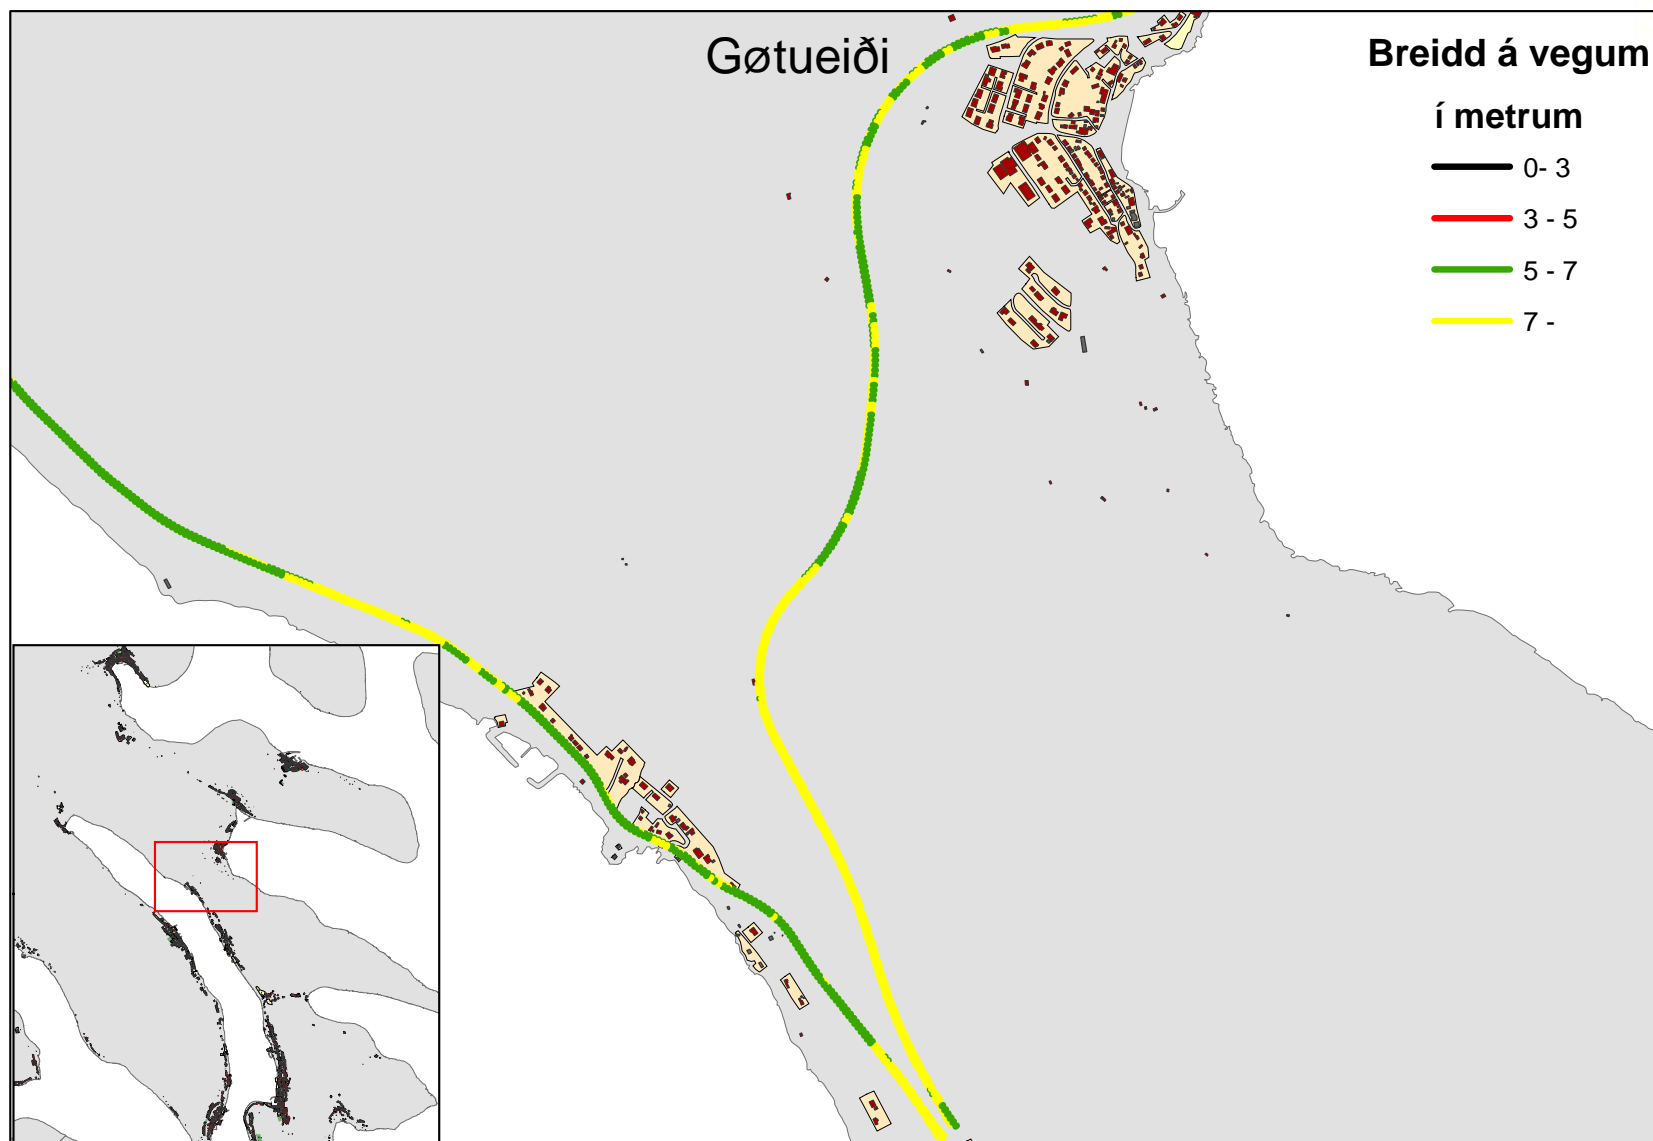 Gøtueiði
Breidd á vegum
í metrum
0- 3
3 - 5
5 - 7
7 -